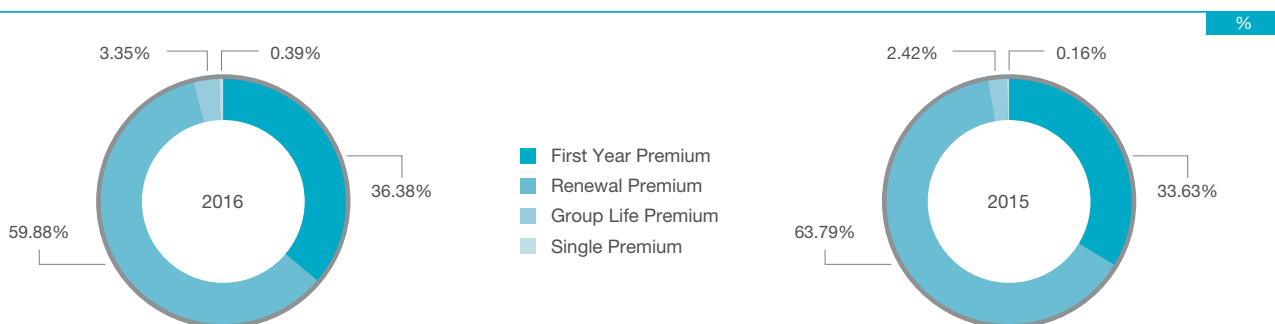 %
3.35%
0.39%
2016
36.38%
59.88%
First Year Premium
Renewal Premium
Group Life Premium
Single Premium
2.42%
0.16%
2015
33.63%
63.79%